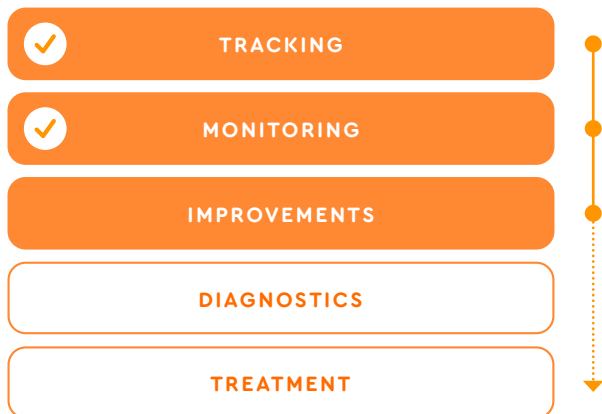 TRACKING
MONITORING
IMPROVEMENTS
DIAGNOSTICS
TREATMENT